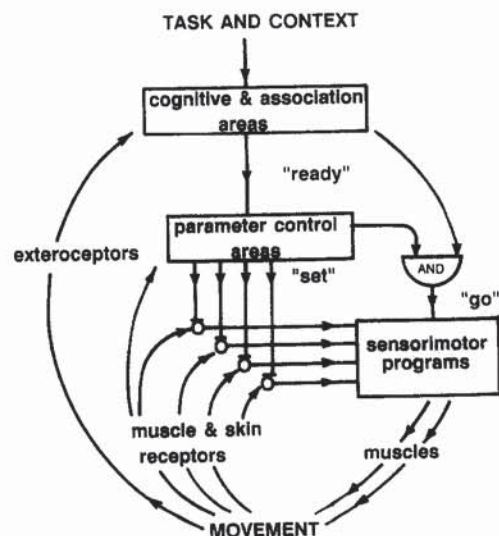 TASK AND CONTEXT
cognitive & association
areas
"ready"
parameter control
areas
exteroceptors
"set"
AND
"go"
sensorimotor
programs
muscle & skin
receptors
muscles
MOVEMENT